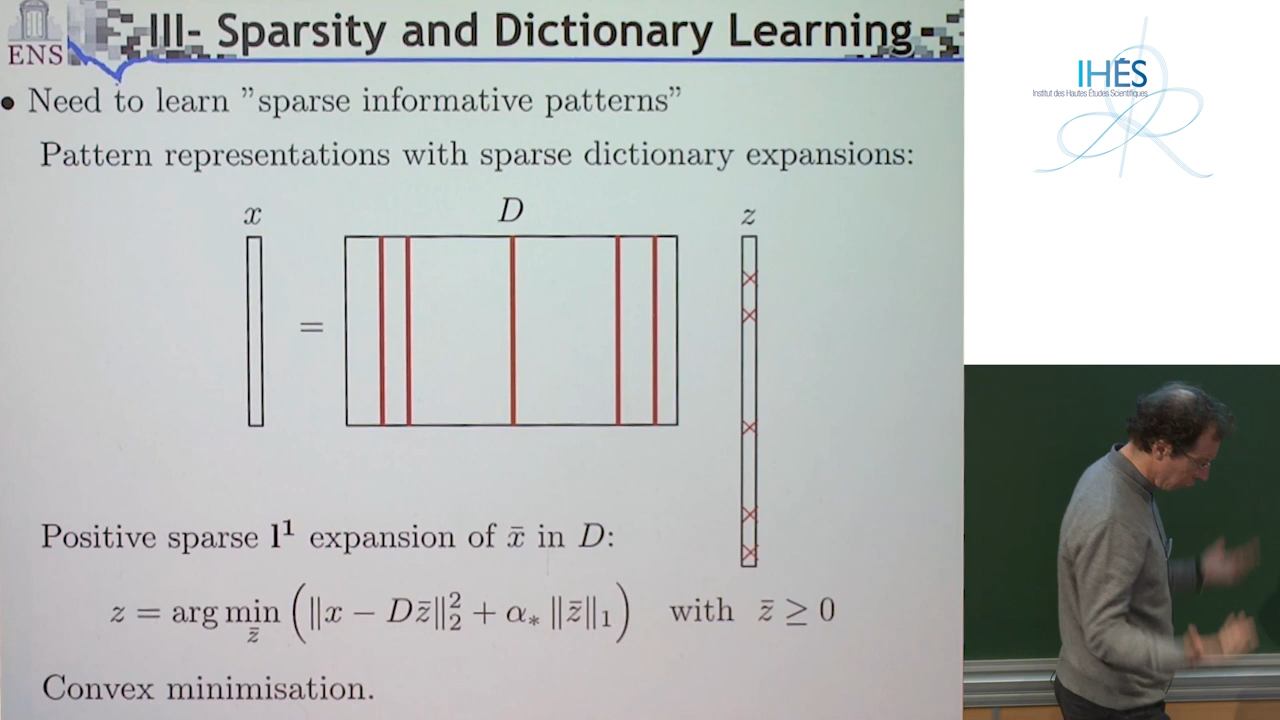 III- Sparsity and Dictionary Learning
ENS
• Need to learn ”sparse informative patterns”
Pattern representations with sparse dictionary expansions:
x D z
=
Positive sparse l¹ expansion of x̄ in D:
z = arg min_z̄ (‖x − Dz̄‖₂² + α∗ ‖z̄‖₁) with z̄ ≥ 0
Convex minimisation.
IHÉS
Institut des Hautes Études Scientifiques